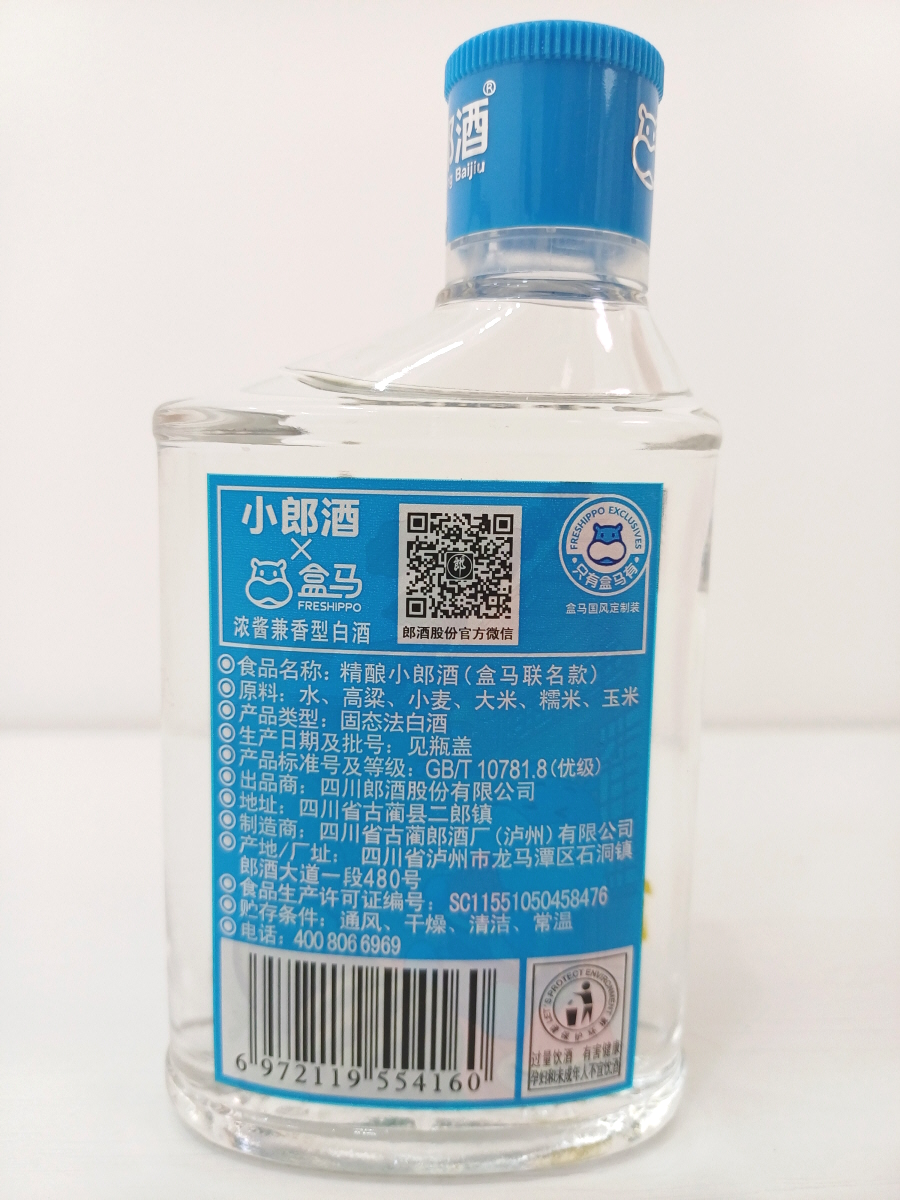 郎酒®
Baijiu
小郎酒
×
盒马
FRESHIPPO
浓酱兼香型白酒
郎
郎酒股份官方微信
FRESHIPPO EXCLUSIVES
只有盒马有
盒马国风定制装
食品名称：精酿小郎酒（盒马联名款）
原料：水、高粱、小麦、大米、糯米、玉米
产品类型：固态法白酒
生产日期及批号：见瓶盖
产品标准号及等级：GB/T 10781.8（优级）
出品商：四川郎酒股份有限公司
地址：四川省古蔺县二郎镇
制造商：四川省古蔺郎酒厂（泸州）有限公司
产地/厂址：四川省泸州市龙马潭区石洞镇
郎酒大道一段480号
食品生产许可证编号：SC11551050458476
贮存条件：通风、干燥、清洁、常温
电话：400 806 6969
6 972119 554160
LET'S PROTECT ENVIRONMENT
过量饮酒 有害健康
孕妇和未成年人不宜饮酒